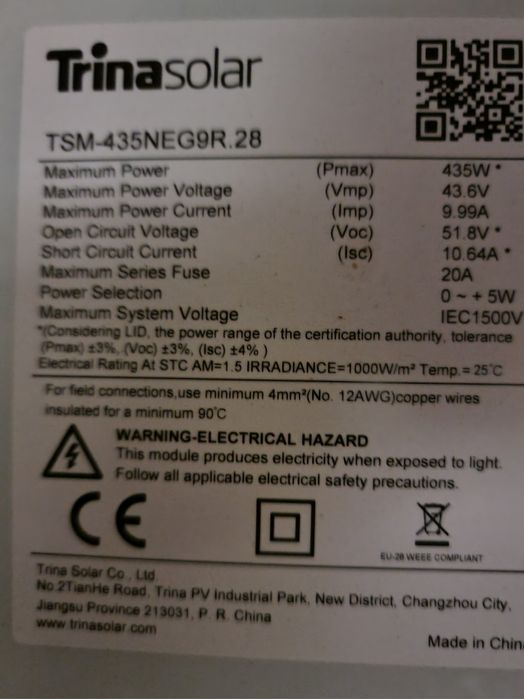 Trinasolar
TSM-435NEG9R.28
Maximum Power (Pmax) 435W *
Maximum Power Voltage (Vmp) 43.6V
Maximum Power Current (Imp) 9.99A
Open Circuit Voltage (Voc) 51.8V *
Short Circuit Current (Isc) 10.64A *
Maximum Series Fuse 20A
Power Selection 0 ~ + 5W
Maximum System Voltage IEC1500V
*(Considering LID, the power range of the certification authority, tolerance
(Pmax) ±3%, (Voc) ±3%, (Isc) ±4% )
Electrical Rating At STC AM=1.5 IRRADIANCE=1000W/m² Temp.= 25℃
For field connections,use minimum 4mm²(No. 12AWG)copper wires
insulated for a minimum 90℃
WARNING-ELECTRICAL HAZARD
This module produces electricity when exposed to light.
Follow all applicable electrical safety precautions.
CE
EU-28 WEEE COMPLIANT
Trina Solar Co., Ltd.
No.2TianHe Road, Trina PV Industrial Park, New District, Changzhou City,
Jiangsu Province 213031, P. R. China
www.trinasolar.com
Made in Chin